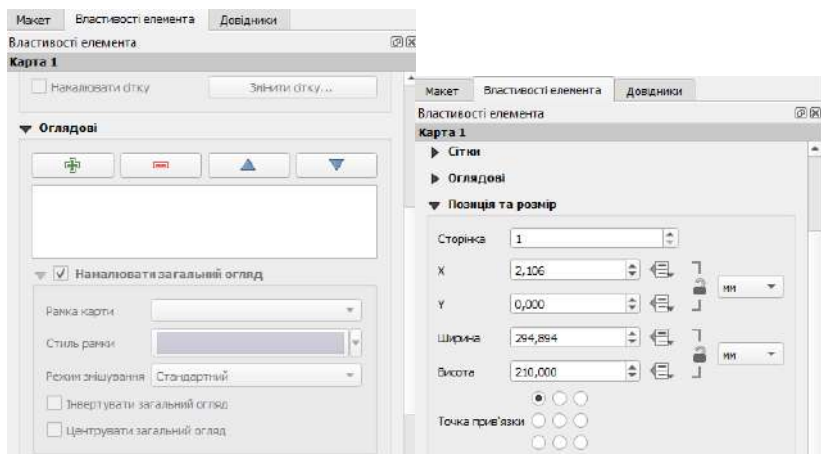 Макет Властивості елемента Довідники
Властивості елемента
Карта 1
Намалювати сітку Змінити сітку...
Оглядові
Намалювати загальний огляд
Рамка карти
Стиль рамки
Режим змішування Стандартний
Інвертувати загальний огляд
Центрувати загальний огляд
Макет Властивості елемента Довідники
Властивості елемента
Карта 1
Сітки
Оглядові
Позиція та розмір
Сторінка 1
X 2,106
мм
Y 0,000
Ширина 294,894
мм
Висота 210,000
Точка прив'язки